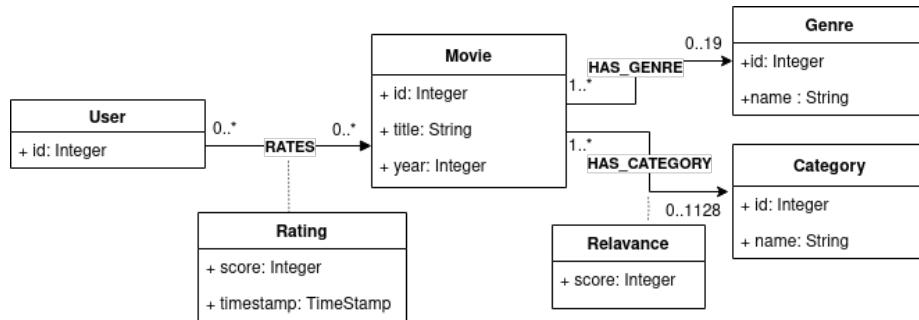 User
+ id: Integer
0..*
RATES
0..*
Rating
+ score: Integer
+ timestamp: TimeStamp
Movie
+ id: Integer
+ title: String
+ year: Integer
1..*
HAS_GENRE
0..19
Genre
+id: Integer
+name : String
1..*
HAS_CATEGORY
0..1128
Category
+ id: Integer
+ name: String
Relavance
+ score: Integer